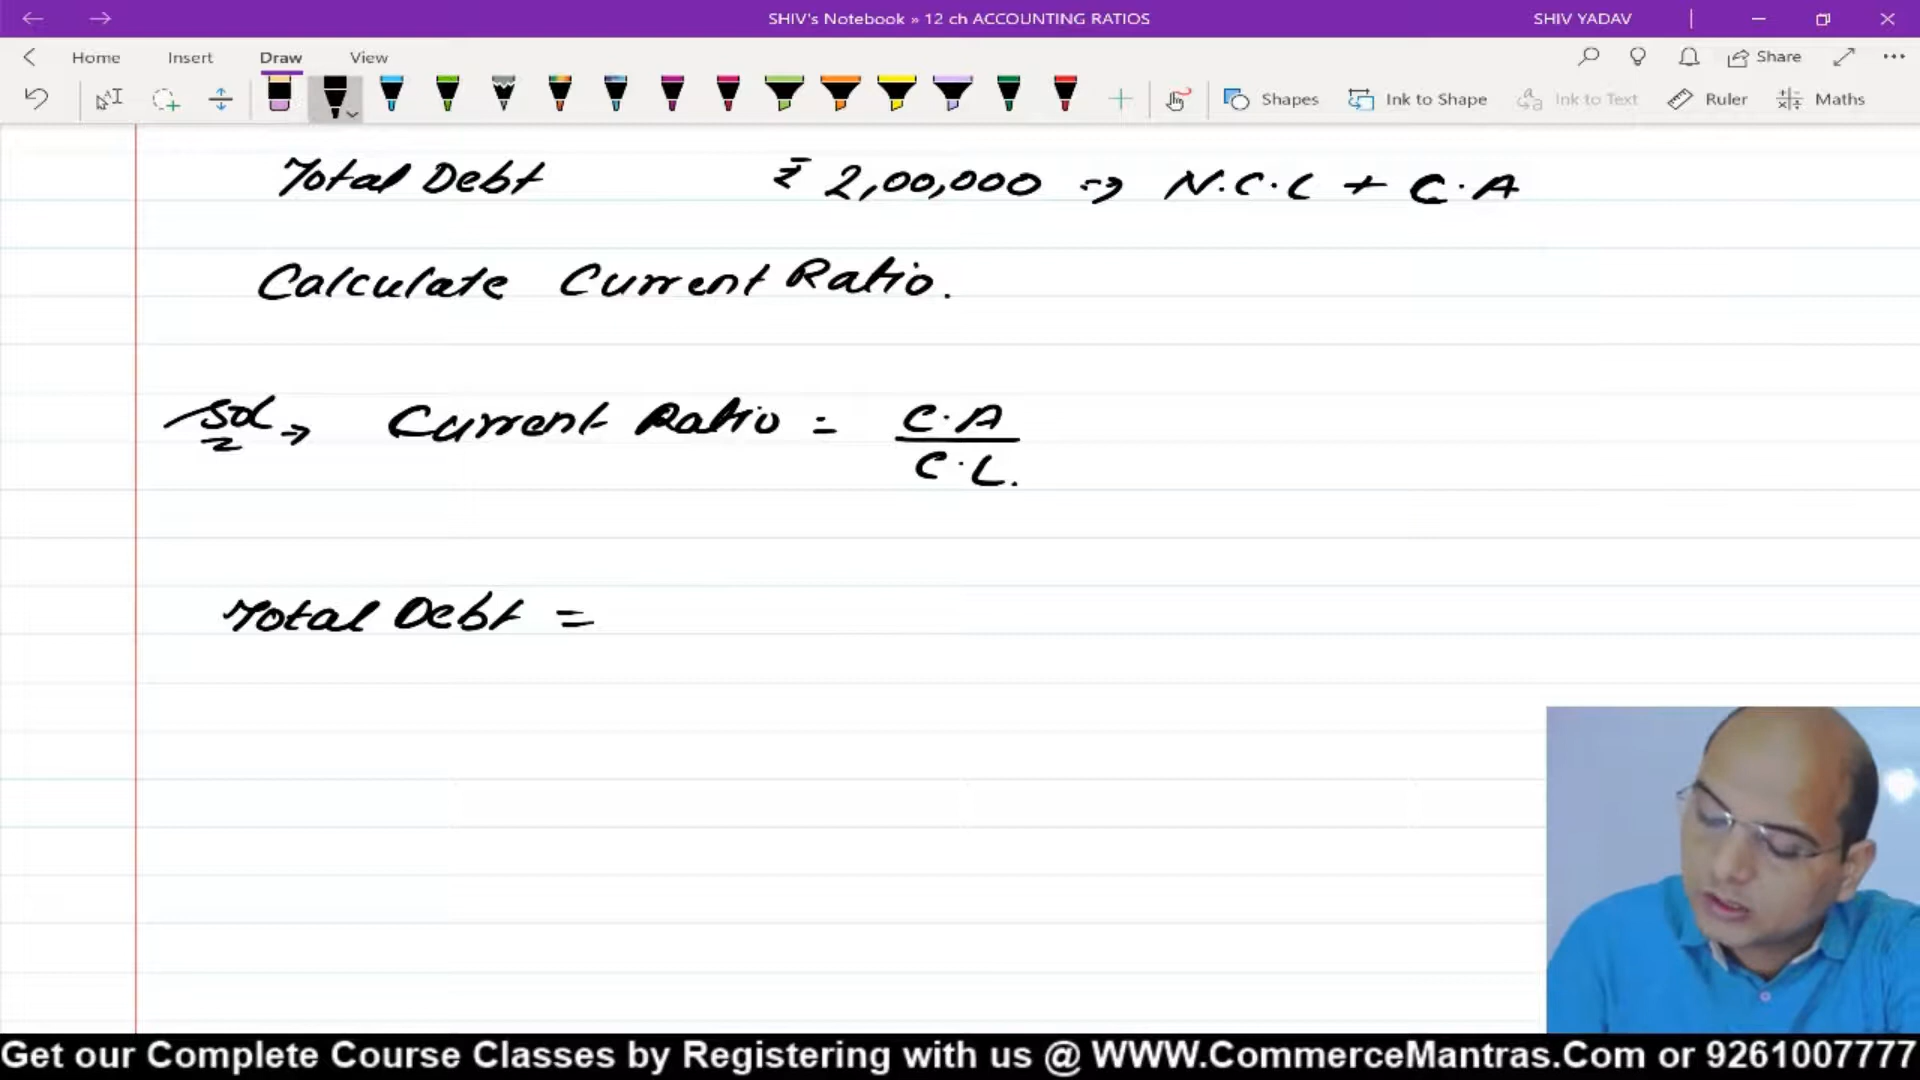 SHIV's Notebook » 12 ch ACCOUNTING RATIOS SHIV YADAV
Home Insert Draw View Share
Shapes Ink to Shape Ink to Text Ruler Maths
Total Debt ₹ 2,00,000 → N.C.L + C.A
Calculate Current Ratio.
Sol → Current Ratio = C.A
C.L.
Total Debt =
Get our Complete Course Classes by Registering with us @ WWW.CommerceMantras.Com or 9261007777